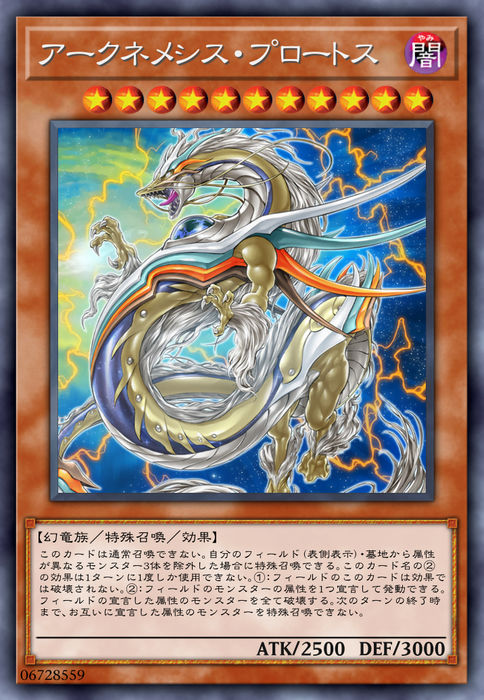 アークネメシス・プロートス
やみ
闇
【幻竜族／特殊召喚／効果】
このカードは通常召喚できない。自分のフィールド（表側表示）・墓地から属性
が異なるモンスター3体を除外した場合に特殊召喚できる。このカード名の②
の効果は1ターンに1度しか使用できない。①：フィールドのこのカードは効果で
は破壊されない。②：フィールドのモンスターの属性を1つ宣言して発動できる。
フィールドの宣言した属性のモンスターを全て破壊する。次のターンの終了時
まで、お互いに宣言した属性のモンスターを特殊召喚できない。
ATK/2500 DEF/3000
06728559